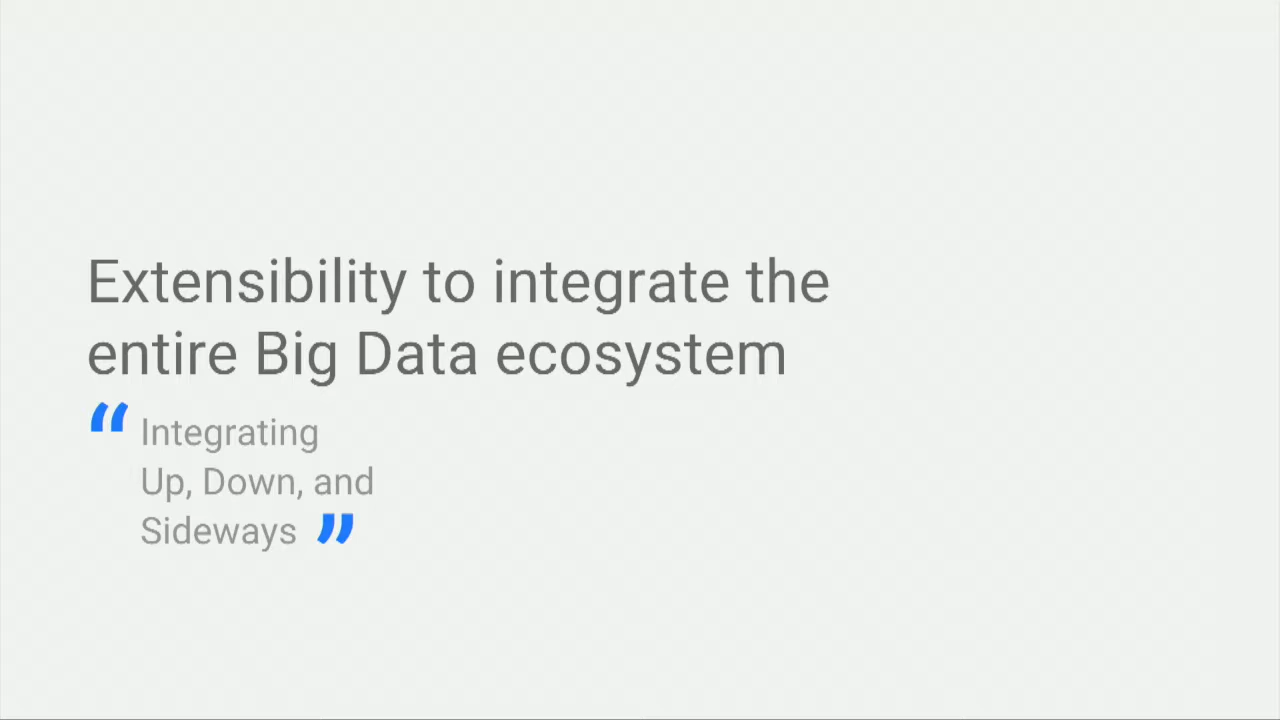 Extensibility to integrate the
entire Big Data ecosystem
“ Integrating
Up, Down, and
Sideways ”